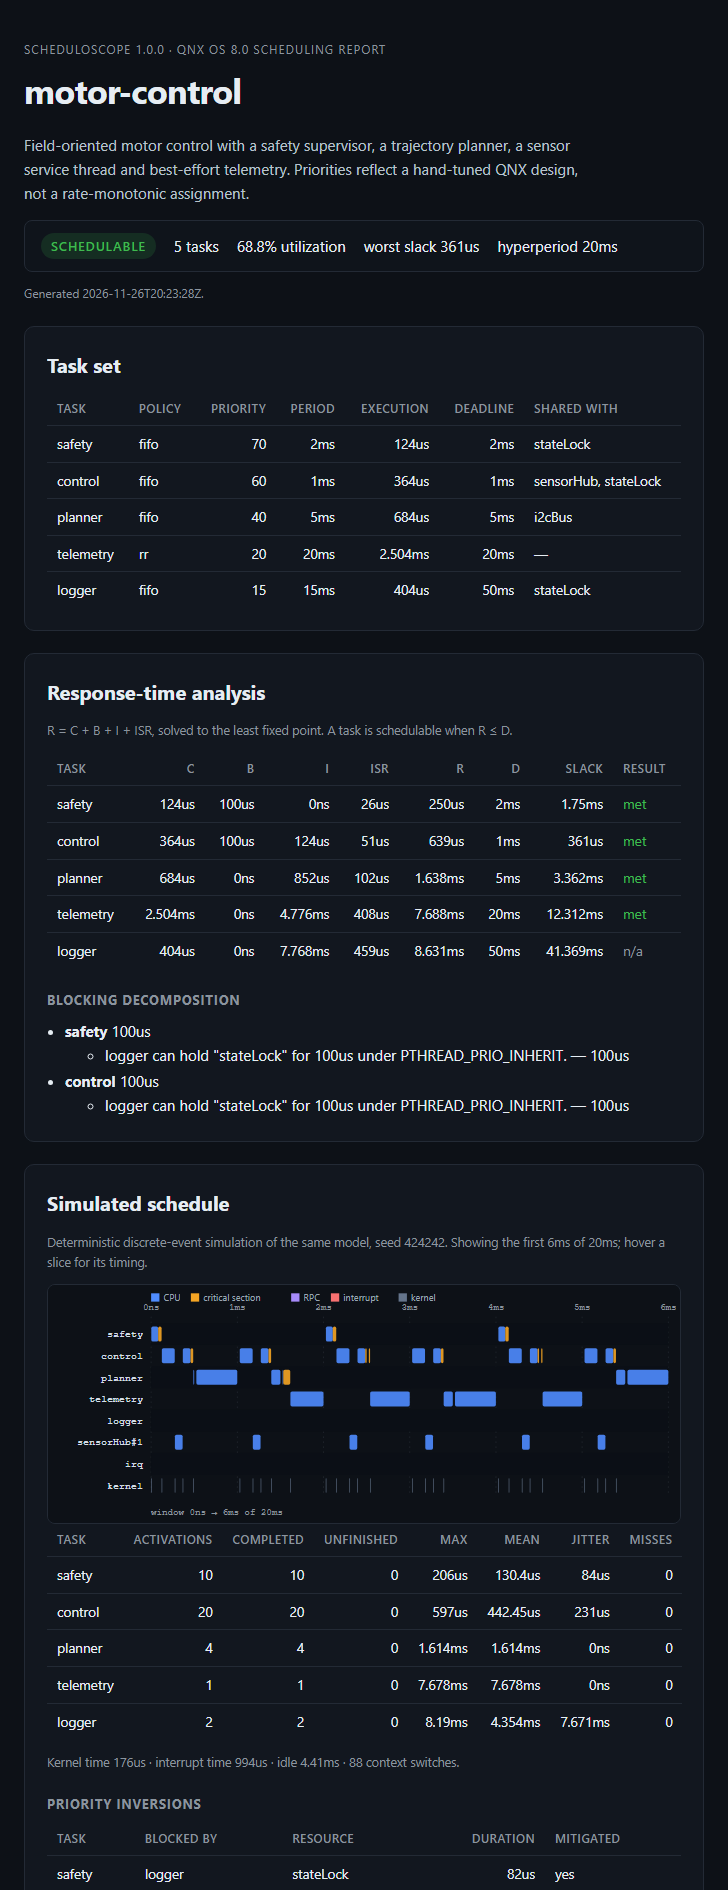 SCHEDULOSCOPE 1.0.0 · QNX OS 8.0 SCHEDULING REPORT
motor-control
Field-oriented motor control with a safety supervisor, a trajectory planner, a sensor
service thread and best-effort telemetry. Priorities reflect a hand-tuned QNX design,
not a rate-monotonic assignment.
SCHEDULABLE 5 tasks 68.8% utilization worst slack 361us hyperperiod 20ms
Generated 2026-11-26T20:23:28Z.
Task set
TASK POLICY PRIORITY PERIOD EXECUTION DEADLINE SHARED WITH
safety fifo 70 2ms 124us 2ms stateLock
control fifo 60 1ms 364us 1ms sensorHub, stateLock
planner fifo 40 5ms 684us 5ms i2cBus
telemetry rr 20 20ms 2.504ms 20ms —
logger fifo 15 15ms 404us 50ms stateLock
Response-time analysis
R = C + B + I + ISR, solved to the least fixed point. A task is schedulable when R ≤ D.
TASK C B I ISR R D SLACK RESULT
safety 124us 100us 0ns 26us 250us 2ms 1.75ms met
control 364us 100us 124us 51us 639us 1ms 361us met
planner 684us 0ns 852us 102us 1.638ms 5ms 3.362ms met
telemetry 2.504ms 0ns 4.776ms 408us 7.688ms 20ms 12.312ms met
logger 404us 0ns 7.768ms 459us 8.631ms 50ms 41.369ms n/a
BLOCKING DECOMPOSITION
• safety 100us
◦ logger can hold "stateLock" for 100us under PTHREAD_PRIO_INHERIT. — 100us
• control 100us
◦ logger can hold "stateLock" for 100us under PTHREAD_PRIO_INHERIT. — 100us
Simulated schedule
Deterministic discrete-event simulation of the same model, seed 424242. Showing the first 6ms of 20ms; hover a
slice for its timing.
CPU critical section RPC interrupt kernel
0ns 1ms 2ms 3ms 4ms 5ms 6ms
safety
control
planner
telemetry
logger
sensorHub#1
irq
kernel
window 0ns → 6ms of 20ms
TASK ACTIVATIONS COMPLETED UNFINISHED MAX MEAN JITTER MISSES
safety 10 10 0 206us 130.4us 84us 0
control 20 20 0 597us 442.45us 231us 0
planner 4 4 0 1.614ms 1.614ms 0ns 0
telemetry 1 1 0 7.678ms 7.678ms 0ns 0
logger 2 2 0 8.19ms 4.354ms 7.671ms 0
Kernel time 176us · interrupt time 994us · idle 4.41ms · 88 context switches.
PRIORITY INVERSIONS
TASK BLOCKED BY RESOURCE DURATION MITIGATED
safety logger stateLock 82us yes